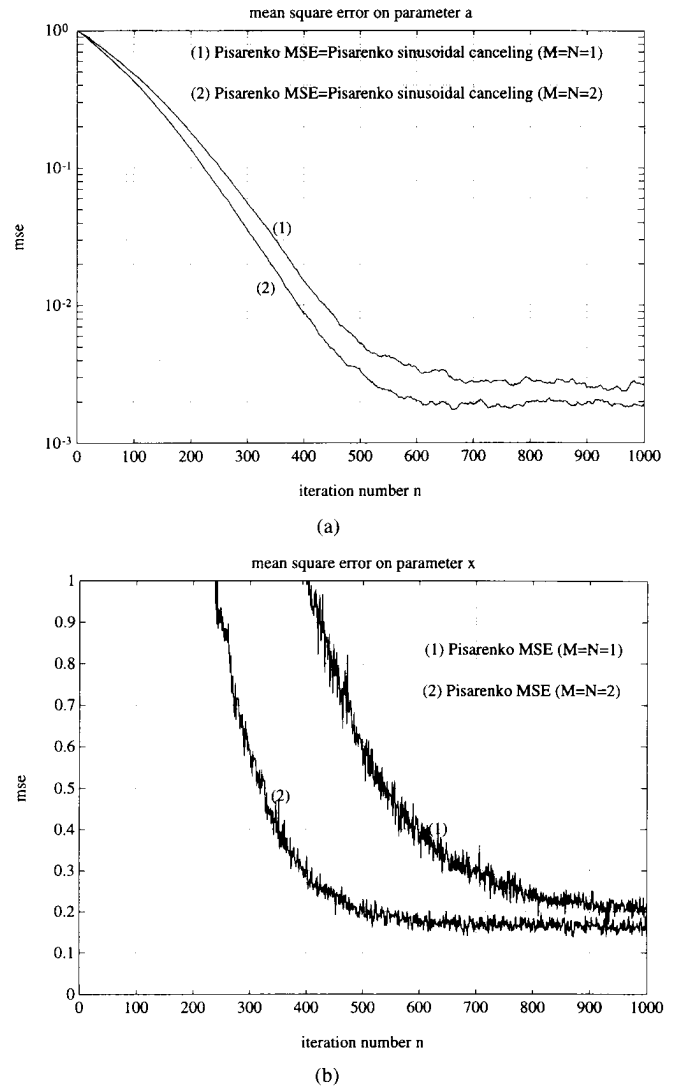 mean square error on parameter a
10⁰
(1) Pisarenko MSE=Pisarenko sinusoidal canceling (M=N=1)
(2) Pisarenko MSE=Pisarenko sinusoidal canceling (M=N=2)
10⁻¹
mse
(1)
(2)
10⁻²
10⁻³
0 100 200 300 400 500 600 700 800 900 1000
iteration number n
(a)
mean square error on parameter x
1
0.9
(1) Pisarenko MSE (M=N=1)
0.8
(2) Pisarenko MSE (M=N=2)
0.7
0.6
mse
0.5
(2)
0.4
(1)
0.3
0.2
0.1
0
0 100 200 300 400 500 600 700 800 900 1000
iteration number n
(b)